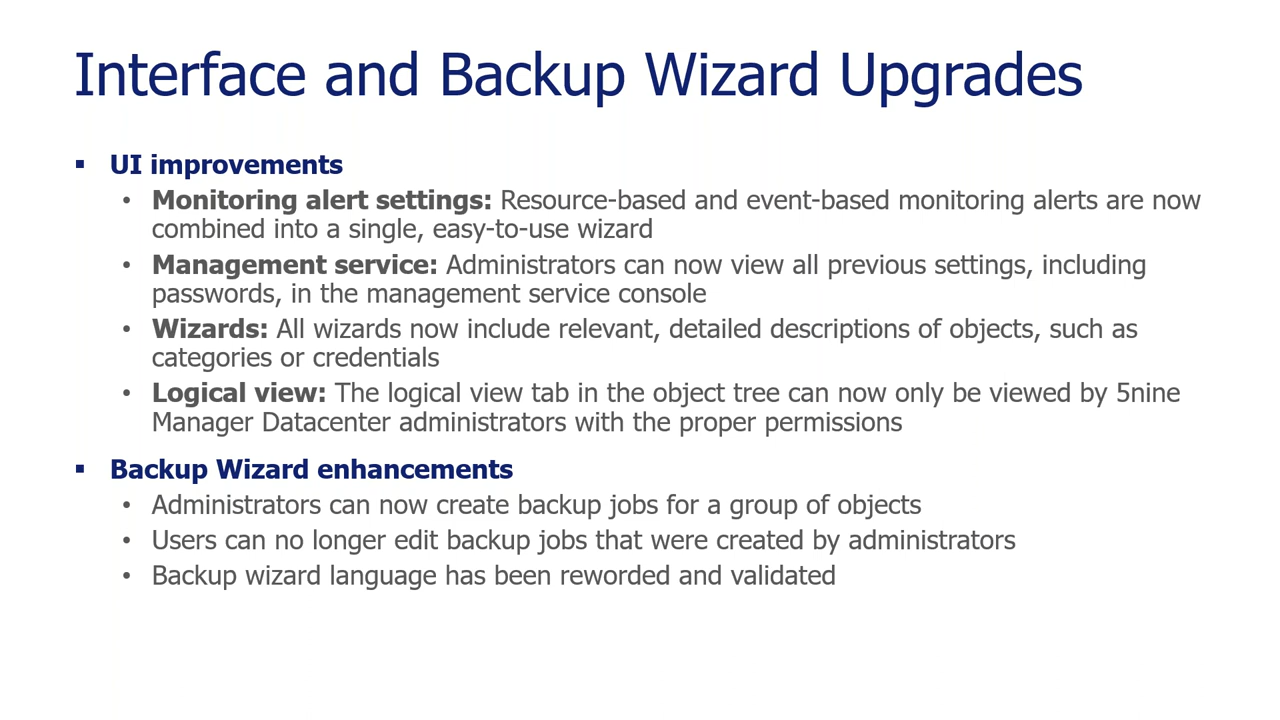 Interface and Backup Wizard Upgrades
▪ UI improvements
• Monitoring alert settings: Resource-based and event-based monitoring alerts are now
combined into a single, easy-to-use wizard
• Management service: Administrators can now view all previous settings, including
passwords, in the management service console
• Wizards: All wizards now include relevant, detailed descriptions of objects, such as
categories or credentials
• Logical view: The logical view tab in the object tree can now only be viewed by 5nine
Manager Datacenter administrators with the proper permissions
▪ Backup Wizard enhancements
• Administrators can now create backup jobs for a group of objects
• Users can no longer edit backup jobs that were created by administrators
• Backup wizard language has been reworded and validated